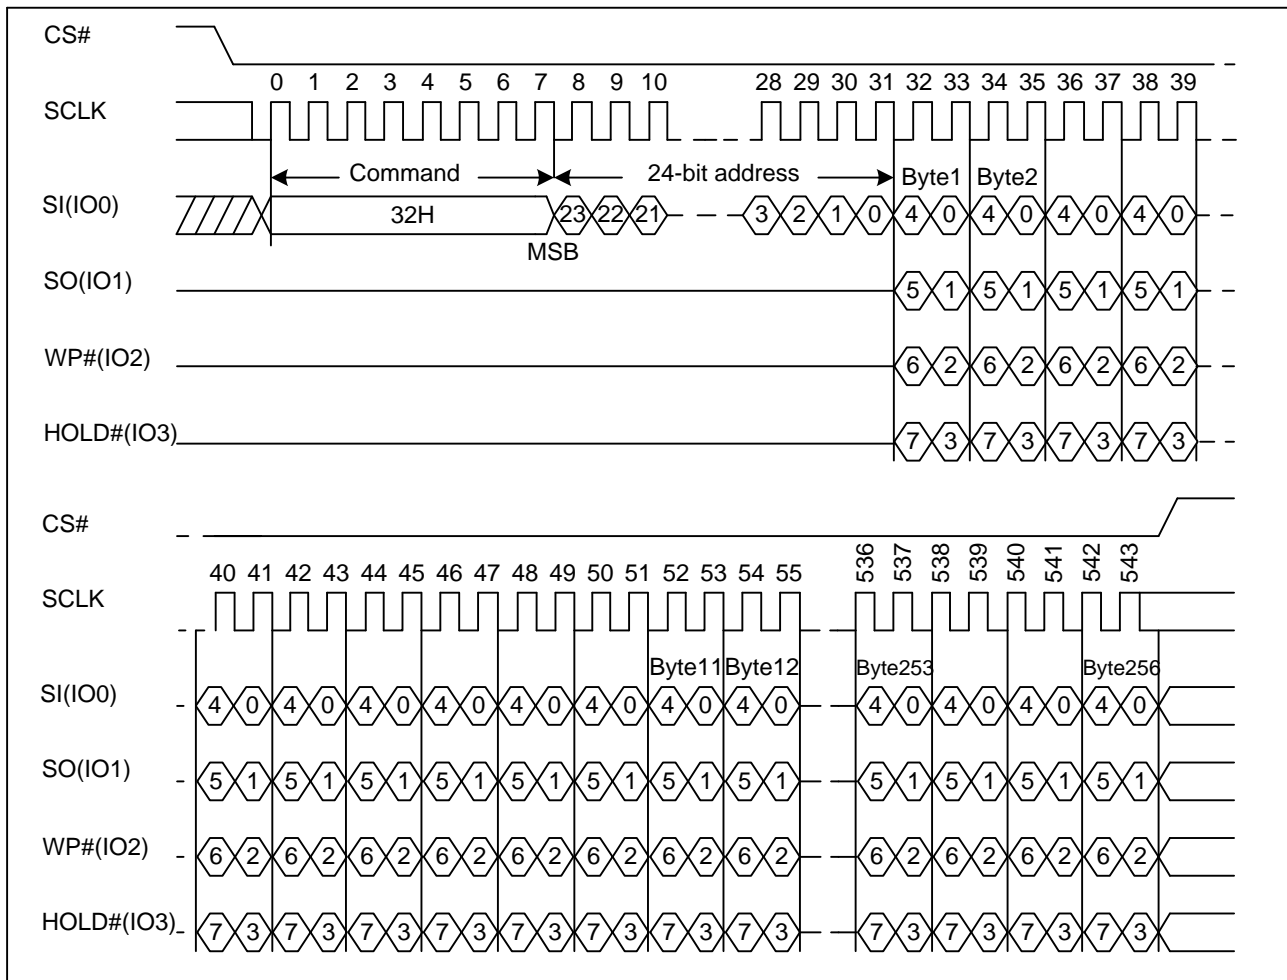 CS#
0 1 2 3 4 5 6 7 8 9 10 28 29 30 31 32 33 34 35 36 37 38 39
SCLK
Command 24-bit address Byte1 Byte2
SI(IO0) 32H 23 22 21 3 2 1 0 4 0 4 0 4 0 4 0
MSB
SO(IO1) 5 1 5 1 5 1 5 1
WP#(IO2) 6 2 6 2 6 2 6 2
HOLD#(IO3) 7 3 7 3 7 3 7 3
CS#
40 41 42 43 44 45 46 47 48 49 50 51 52 53 54 55 536 537 538 539 540 541 542 543
SCLK
Byte11 Byte12 Byte253 Byte256
SI(IO0) 4 0 4 0 4 0 4 0 4 0 4 0 4 0 4 0 4 0 4 0 4 0 4 0
SO(IO1) 5 1 5 1 5 1 5 1 5 1 5 1 5 1 5 1 5 1 5 1 5 1 5 1
WP#(IO2) 6 2 6 2 6 2 6 2 6 2 6 2 6 2 6 2 6 2 6 2 6 2 6 2
HOLD#(IO3) 7 3 7 3 7 3 7 3 7 3 7 3 7 3 7 3 7 3 7 3 7 3 7 3